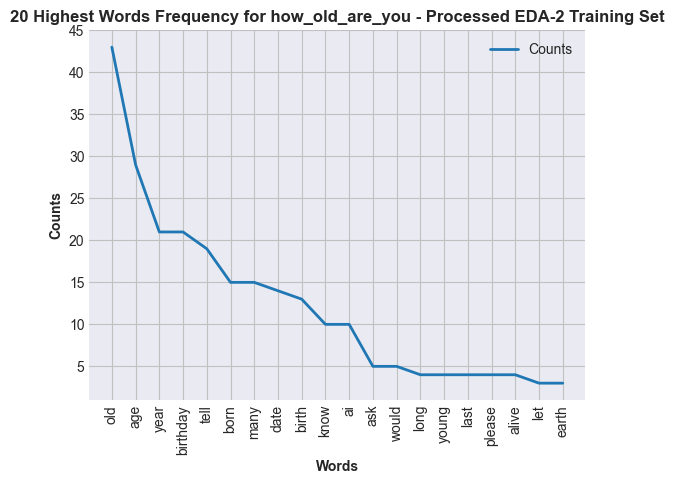 20 Highest Words Frequency for how_old_are_you - Processed EDA-2 Training Set
Counts
45
40
35
30
25
20
15
10
5
Counts
old
age
year
birthday
tell
born
many
date
birth
know
ai
ask
would
long
young
last
please
alive
let
earth
Words